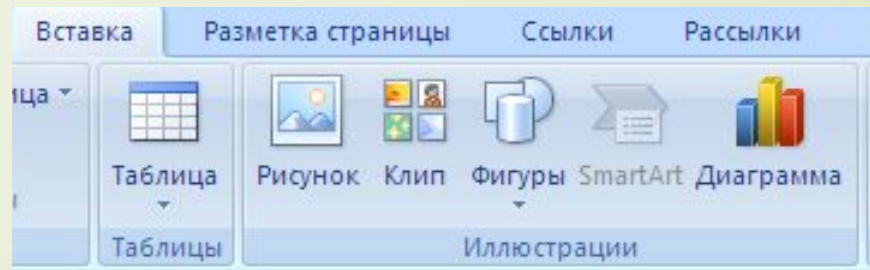 Вставка Разметка страницы Ссылки Рассылки
Таблица Рисунок Клип Фигуры SmartArt Диаграмма
Таблицы Иллюстрации